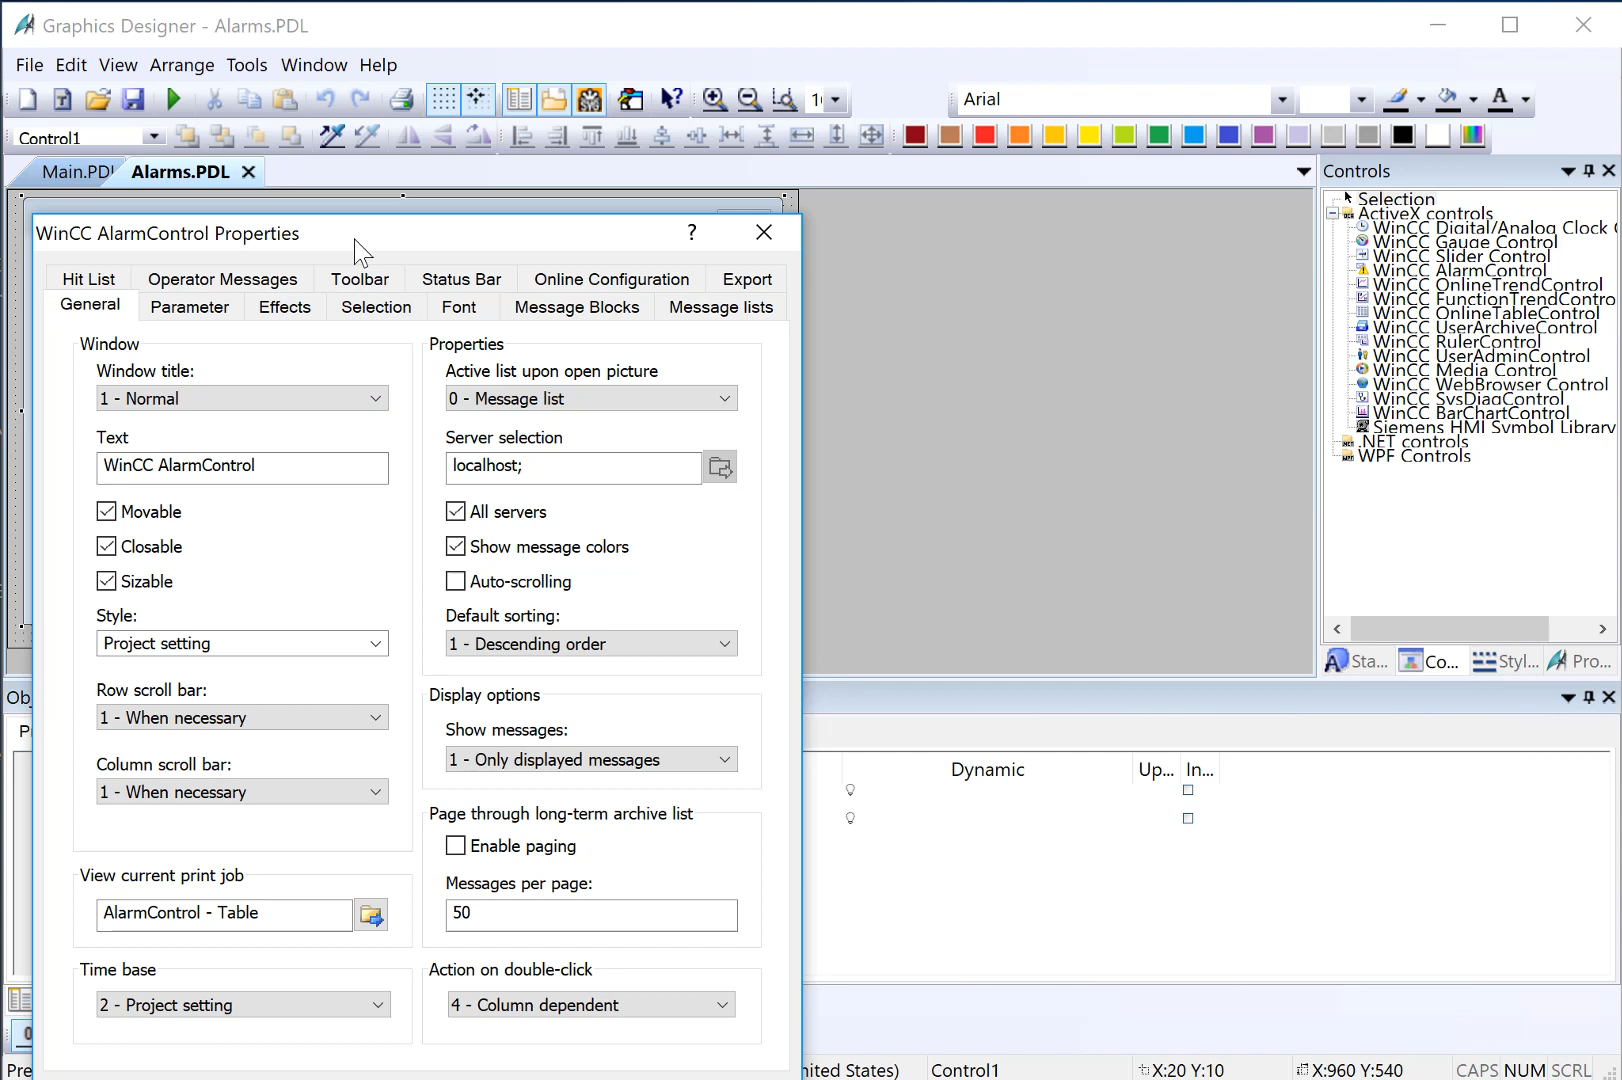 Graphics Designer - Alarms.PDL
File Edit View Arrange Tools Window Help
Arial
Control1
Main.PDL Alarms.PDL
Controls
Selection
ActiveX controls
WinCC Digital/Analog Clock
WinCC Gauge Control
WinCC Slider Control
WinCC AlarmControl
WinCC OnlineTrendControl
WinCC FunctionTrendContro
WinCC OnlineTableControl
WinCC UserArchiveControl
WinCC RulerControl
WinCC UserAdminControl
WinCC Media Control
WinCC WebBrowser Control
WinCC SysDiagControl
WinCC BarChartControl
Siemens HMI Symbol Library
.NET controls
WPF Controls
Sta... Co... Styl... Pro...
WinCC AlarmControl Properties ?
Hit List Operator Messages Toolbar Status Bar Online Configuration Export
General Parameter Effects Selection Font Message Blocks Message lists
Window
Window title:
1 - Normal
Text
WinCC AlarmControl
Movable
Closable
Sizable
Style:
Project setting
Row scroll bar:
1 - When necessary
Column scroll bar:
1 - When necessary
View current print job
AlarmControl - Table
Time base
2 - Project setting
Properties
Active list upon open picture
0 - Message list
Server selection
localhost;
All servers
Show message colors
Auto-scrolling
Default sorting:
1 - Descending order
Display options
Show messages:
1 - Only displayed messages
Page through long-term archive list
Enable paging
Messages per page:
50
Action on double-click
4 - Column dependent
Dynamic Up... In...
Pre ited States) Control1 X:20 Y:10 X:960 Y:540 CAPS NUM SCRL